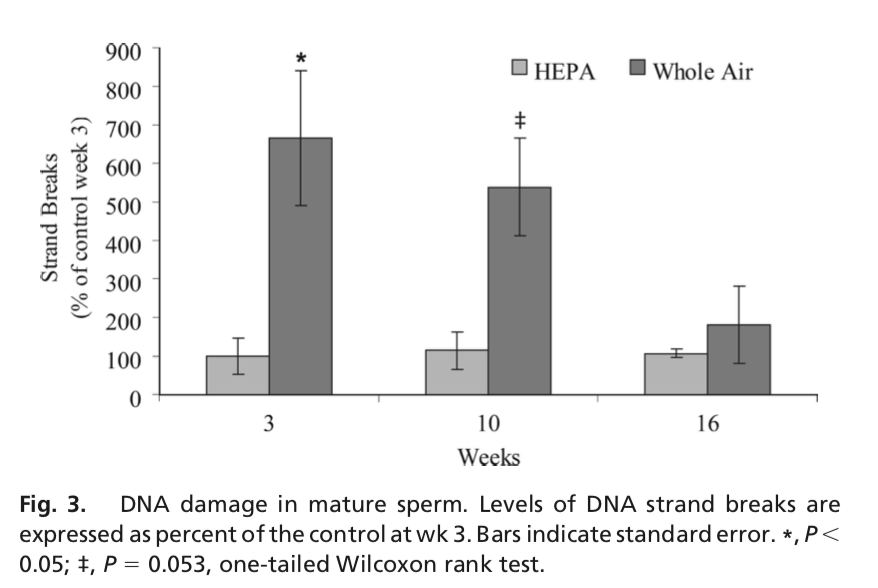 900
800
700
600
500
400
300
200
100
0
Strand Breaks
(% of control week 3)
*
‡
HEPA
Whole Air
3 10 16
Weeks
Fig. 3. DNA damage in mature sperm. Levels of DNA strand breaks are
expressed as percent of the control at wk 3. Bars indicate standard error. *, P <
0.05; ‡, P = 0.053, one-tailed Wilcoxon rank test.